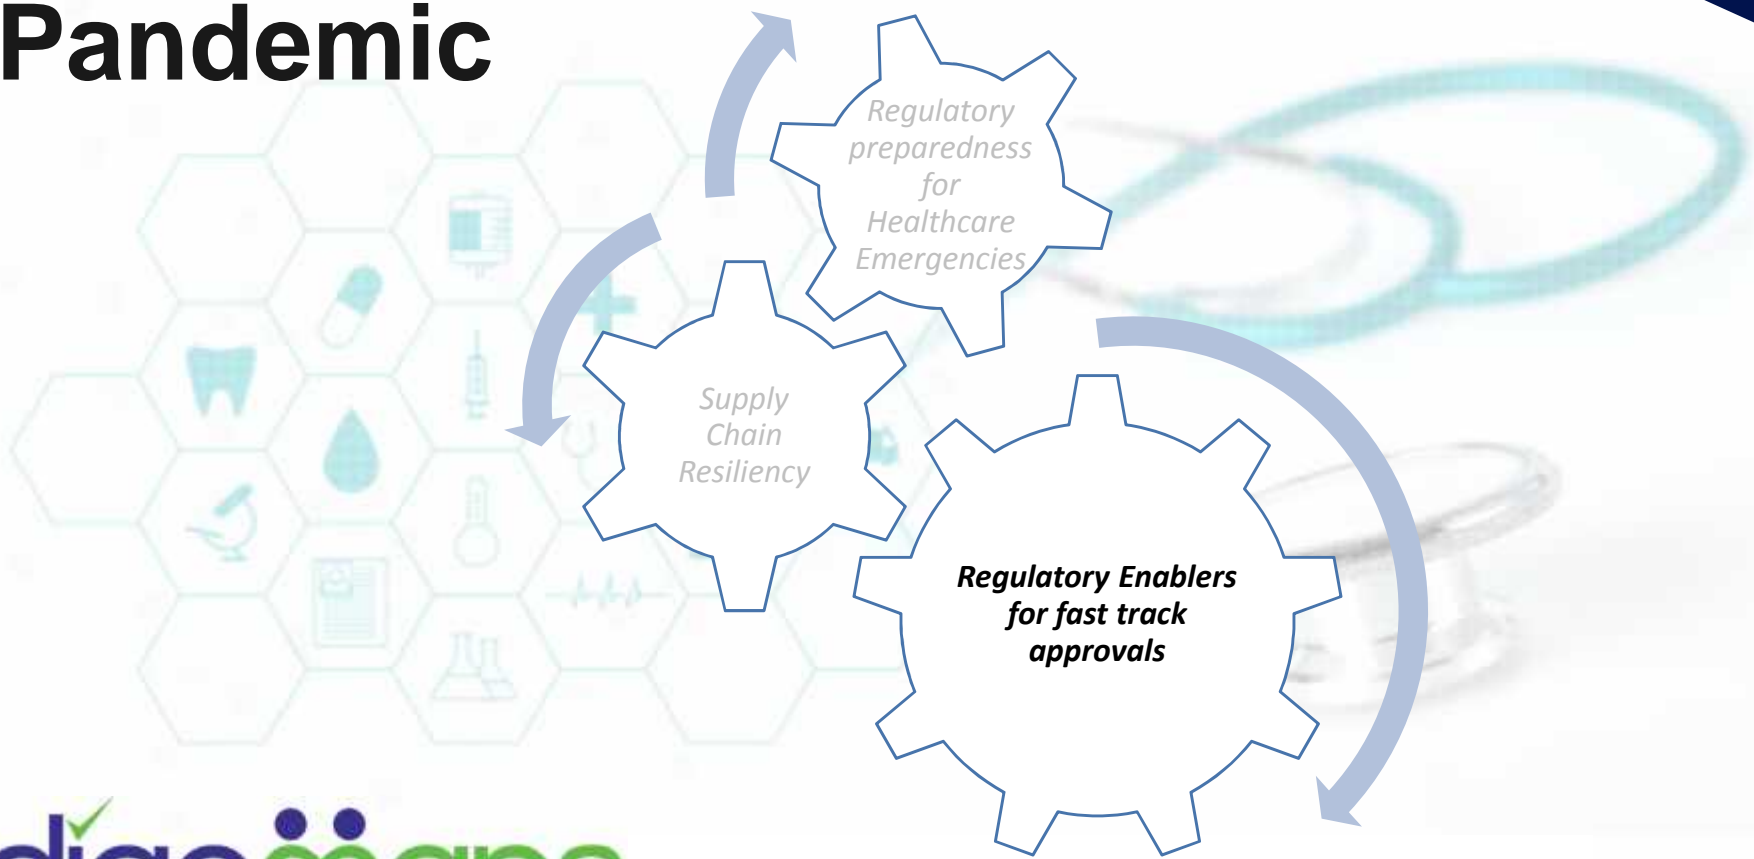 Pandemic
Regulatory
preparedness
for
Healthcare
Emergencies
Supply
Chain
Resiliency
Regulatory Enablers
for fast track
approvals